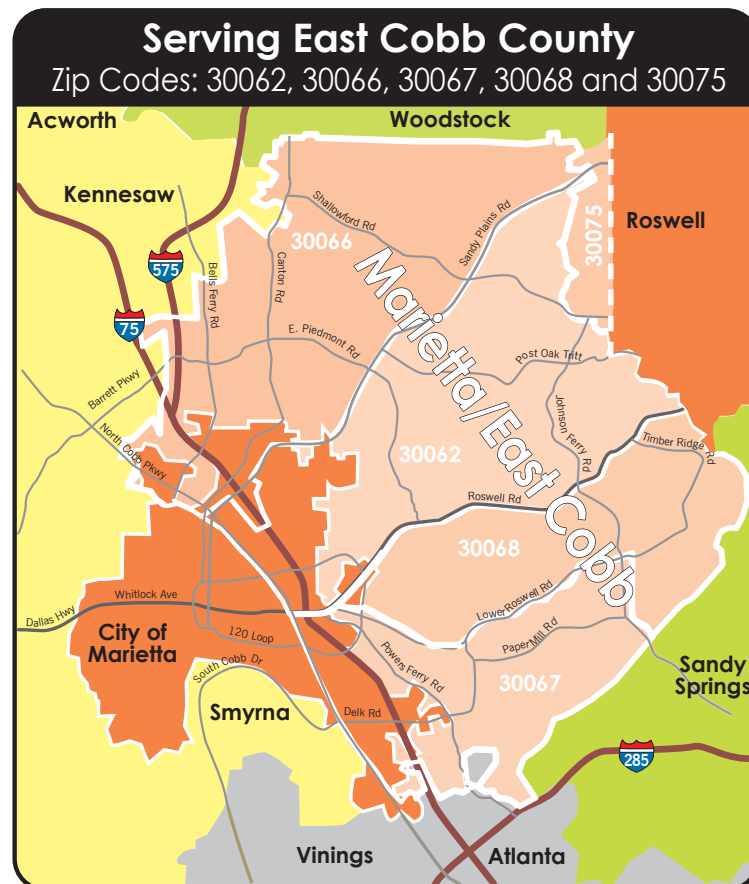 Serving East Cobb County
Zip Codes: 30062, 30066, 30067, 30068 and 30075
Acworth
Woodstock
Kennesaw
Roswell
Shallowford Rd
Sandy Plains Rd
30075
30066
575
Bells Ferry Rd
Canton Rd
75
Marietta/East Cobb
E. Piedmont Rd
Post Oak Tritt
Barrett Pkwy
Johnson Ferry Rd
North Cobb Pkwy
Timber Ridge Rd
30062
Roswell Rd
30068
Whitlock Ave
Dallas Hwy
Lower Roswell Rd
City of
Marietta
120 Loop
Paper Mill Rd
Powers Ferry Rd
South Cobb Dr
30067
Sandy
Springs
Smyrna
Delk Rd
285
Vinings
Atlanta